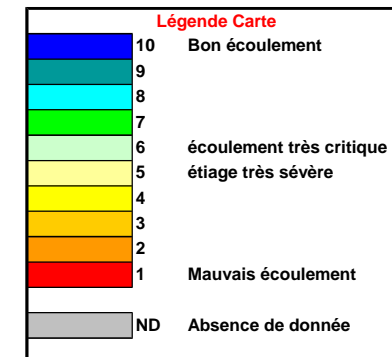 Légende Carte
10 Bon écoulement
9
8
7
6 écoulement très critique
5 étiage très sévère
4
3
2
1 Mauvais écoulement
ND Absence de donnée